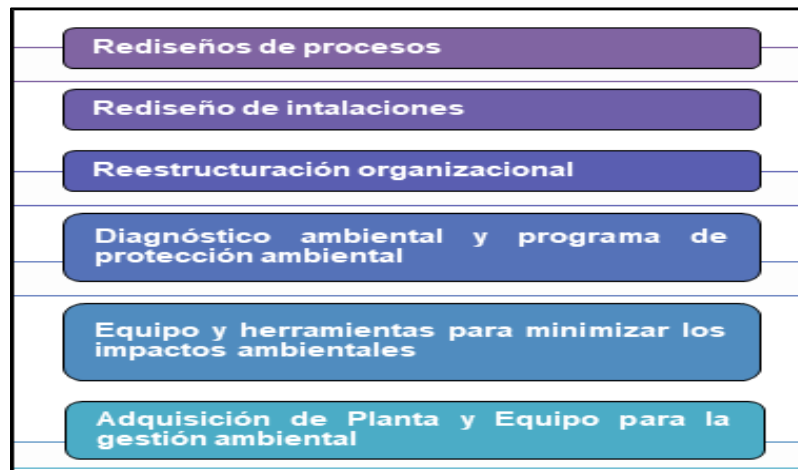 Rediseños de procesos
Rediseño de intalaciones
Reestructuración organizacional
Diagnóstico ambiental y programa de
protección ambiental
Equipo y herramientas para minimizar los
impactos ambientales
Adquisición de Planta y Equipo para la
gestión ambiental